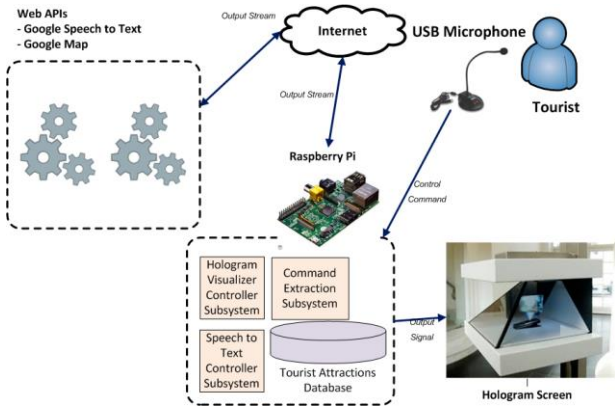 Web APIs
- Google Speech to Text
- Google Map
Output Stream
Internet
USB Microphone
Tourist
Output Stream
Raspberry Pi
Control
Command
Hologram
Visualizer
Controller
Subsystem
Command
Extraction
Subsystem
Speech to
Text
Controller
Subsystem
Tourist Attractions
Database
Output
Signal
Hologram Screen